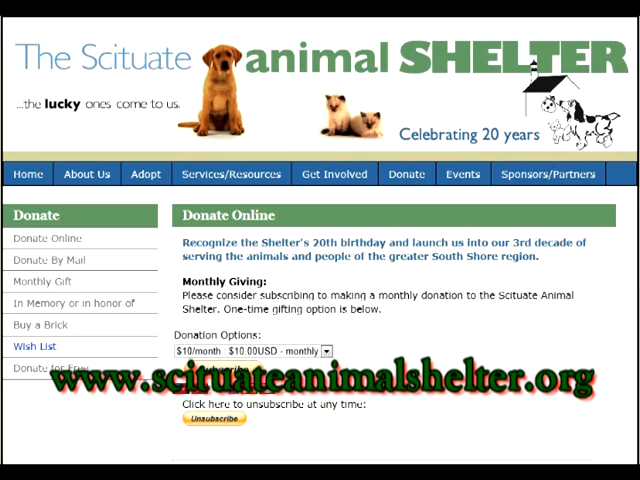 The Scituate animal SHELTER
...the lucky ones come to us.
Celebrating 20 years
Home About Us Adopt Services/Resources Get Involved Donate Events Sponsors/Partners
Donate
Donate Online
Donate By Mail
Monthly Gift
In Memory or in honor of
Buy a Brick
Wish List
Donate for Free
Donate Online
Recognize the Shelter's 20th birthday and launch us into our 3rd decade of
serving the animals and people of the greater South Shore region.
Monthly Giving:
Please consider subscribing to making a monthly donation to the Scituate Animal
Shelter. One-time gifting option is below.
Donation Options:
$10/month : $10.00USD - monthly
Subscribe
www.scituateanimalshelter.org
Click here to unsubscribe at any time:
Unsubscribe